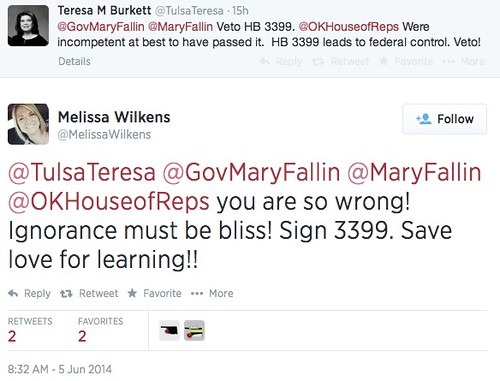 Teresa M Burkett @TulsaTeresa · 15h
@GovMaryFallin @MaryFallin Veto HB 3399. @OKHouseofReps Were
incompetent at best to have passed it. HB 3399 leads to federal control. Veto!
Details Reply Retweet Favorite More
Melissa Wilkens
@MelissaWilkens
Follow
@TulsaTeresa @GovMaryFallin @MaryFallin
@OKHouseofReps you are so wrong!
Ignorance must be bliss! Sign 3399. Save
love for learning!!
Reply Retweet Favorite More
RETWEETS FAVORITES
2 2
8:32 AM - 5 Jun 2014